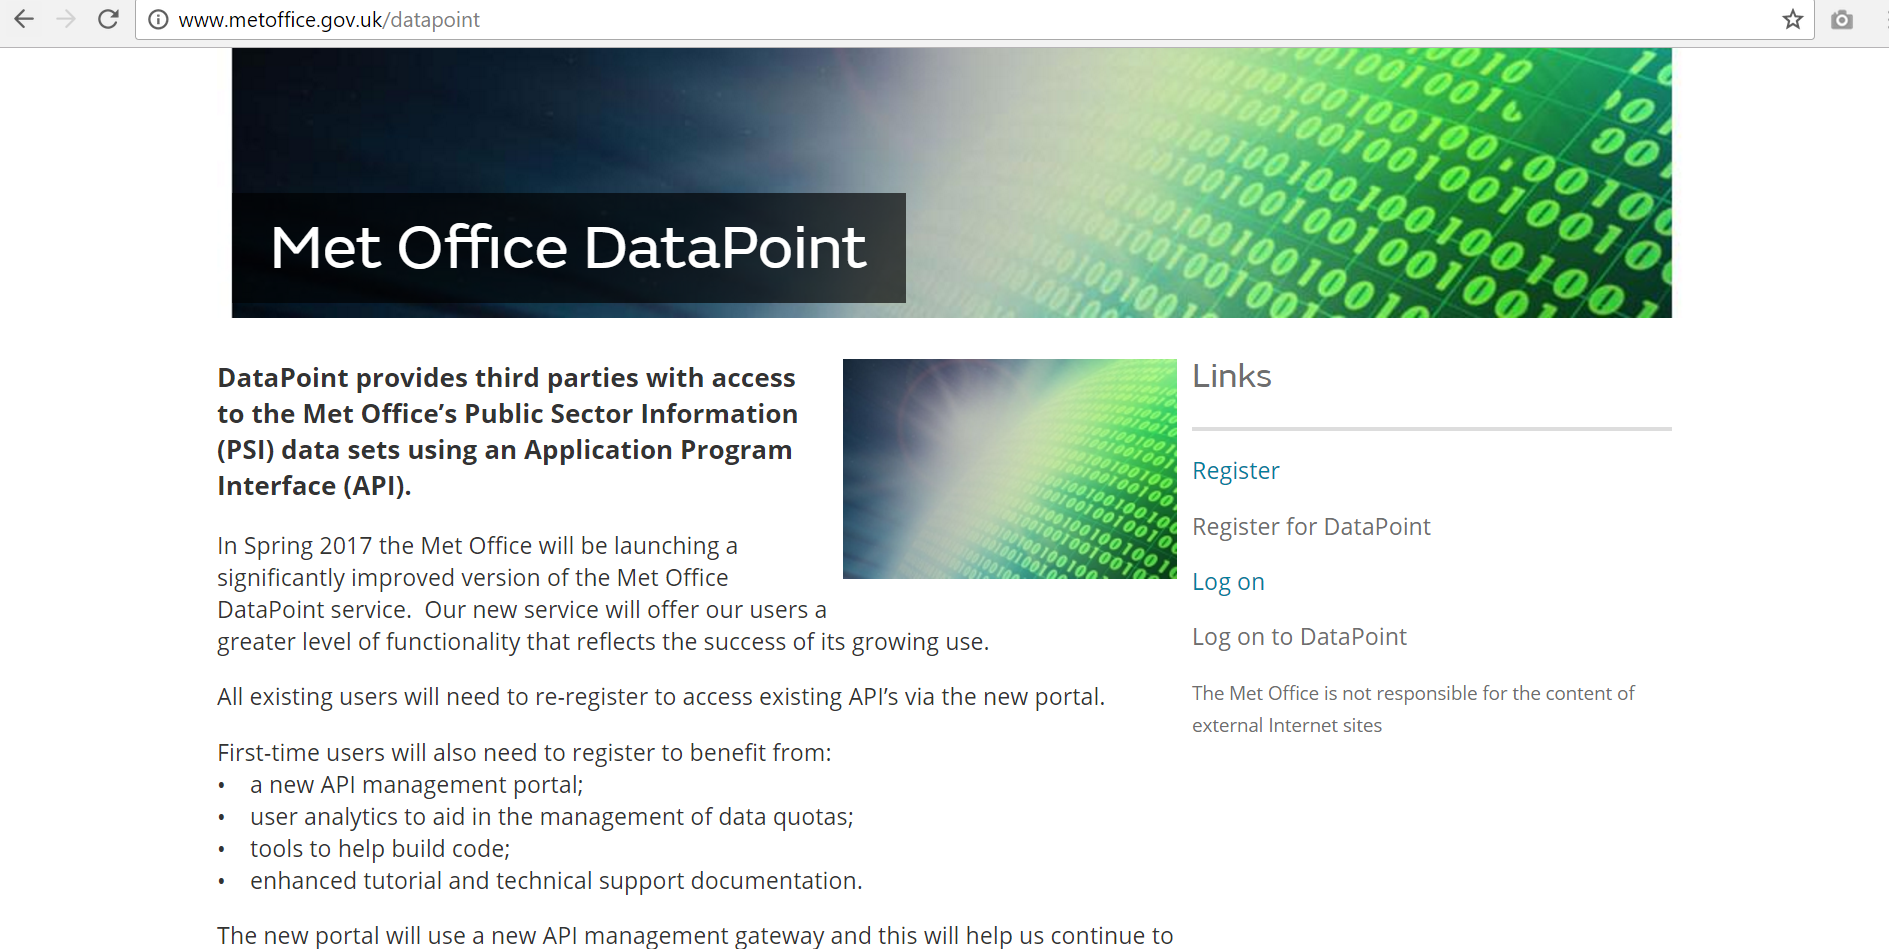 www.metoffice.gov.uk/datapoint
Met Office DataPoint
DataPoint provides third parties with access
to the Met Office’s Public Sector Information
(PSI) data sets using an Application Program
Interface (API).
In Spring 2017 the Met Office will be launching a
significantly improved version of the Met Office
DataPoint service.  Our new service will offer our users a
greater level of functionality that reflects the success of its growing use.
All existing users will need to re-register to access existing API’s via the new portal.
First-time users will also need to register to benefit from:
• a new API management portal;
• user analytics to aid in the management of data quotas;
• tools to help build code;
• enhanced tutorial and technical support documentation.
The new portal will use a new API management gateway and this will help us continue to
Links
Register
Register for DataPoint
Log on
Log on to DataPoint
The Met Office is not responsible for the content of
external Internet sites